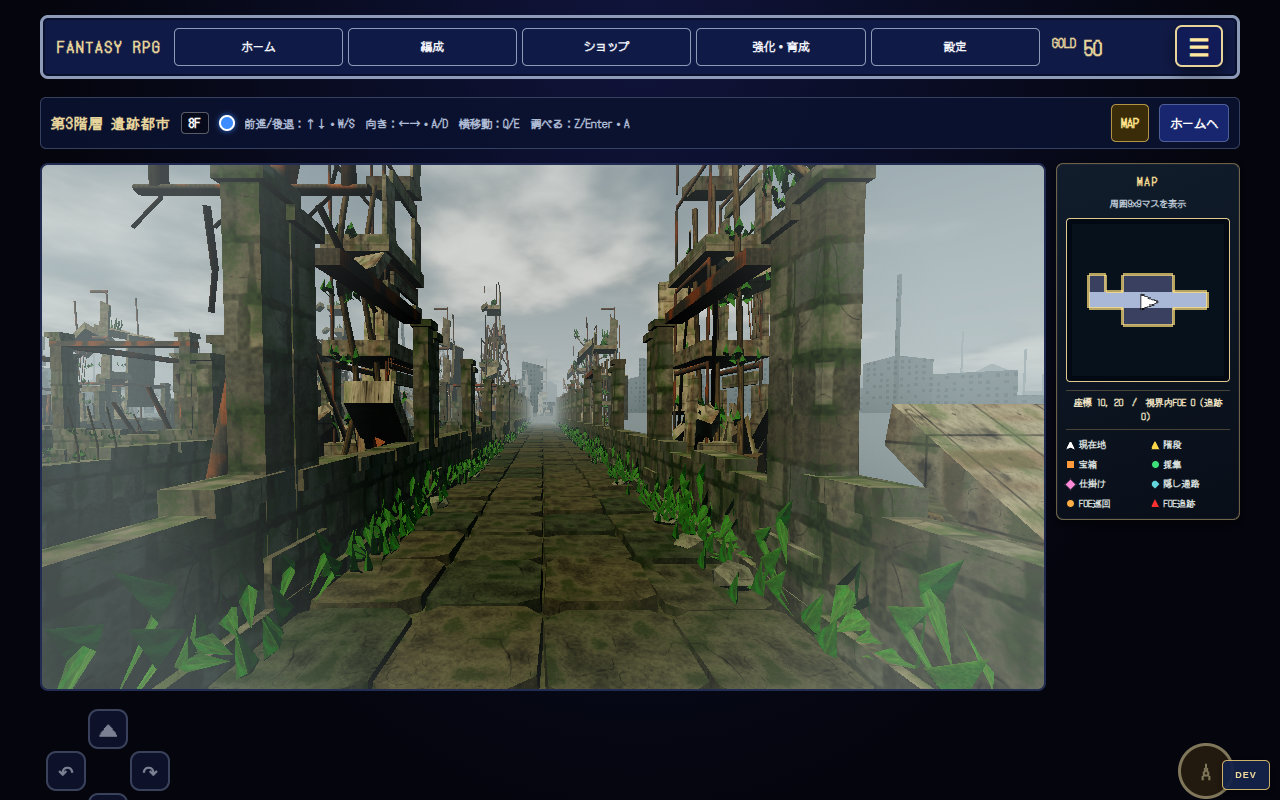 FANTASY RPG
ホーム
編成
ショップ
強化・育成
設定
GOLD 50
第3階層 遺跡都市
8F
前進/後退：↑↓・W/S 向き：←→・A/D 横移動：Q/E 調べる：Z/Enter・A
MAP
ホームへ
MAP
周囲9x9マスを表示
座標 10, 20 / 視界内FOE 0（追跡
0）
現在地
階段
宝箱
採集
仕掛け
隠し通路
FOE巡回
FOE追跡
A
DEV